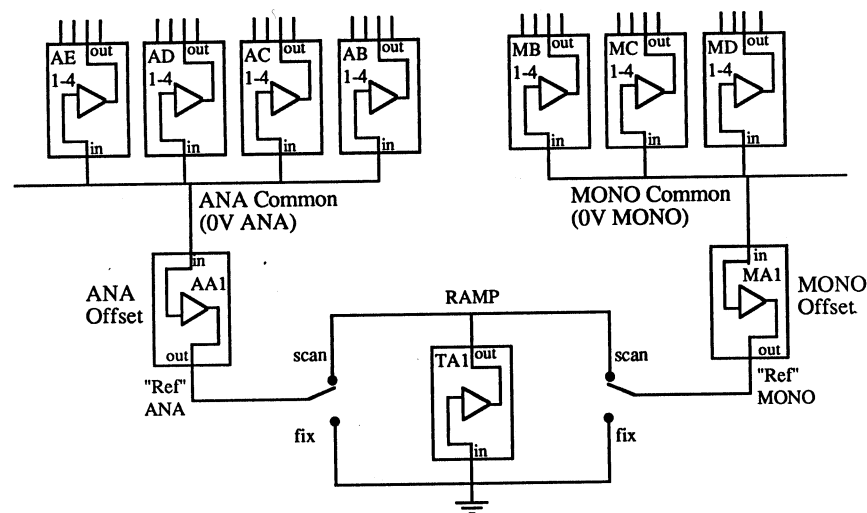 AE out
1-4
in
AD out
1-4
in
AC out
1-4
in
AB out
1-4
in
MB out
1-4
in
MC out
1-4
in
MD out
1-4
in
ANA Common
(0V ANA)
MONO Common
(0V MONO)
in
AA1
out
ANA
Offset
in
MA1
out
MONO
Offset
RAMP
scan
scan
TA1 out
in
"Ref"
ANA
"Ref"
MONO
fix
fix